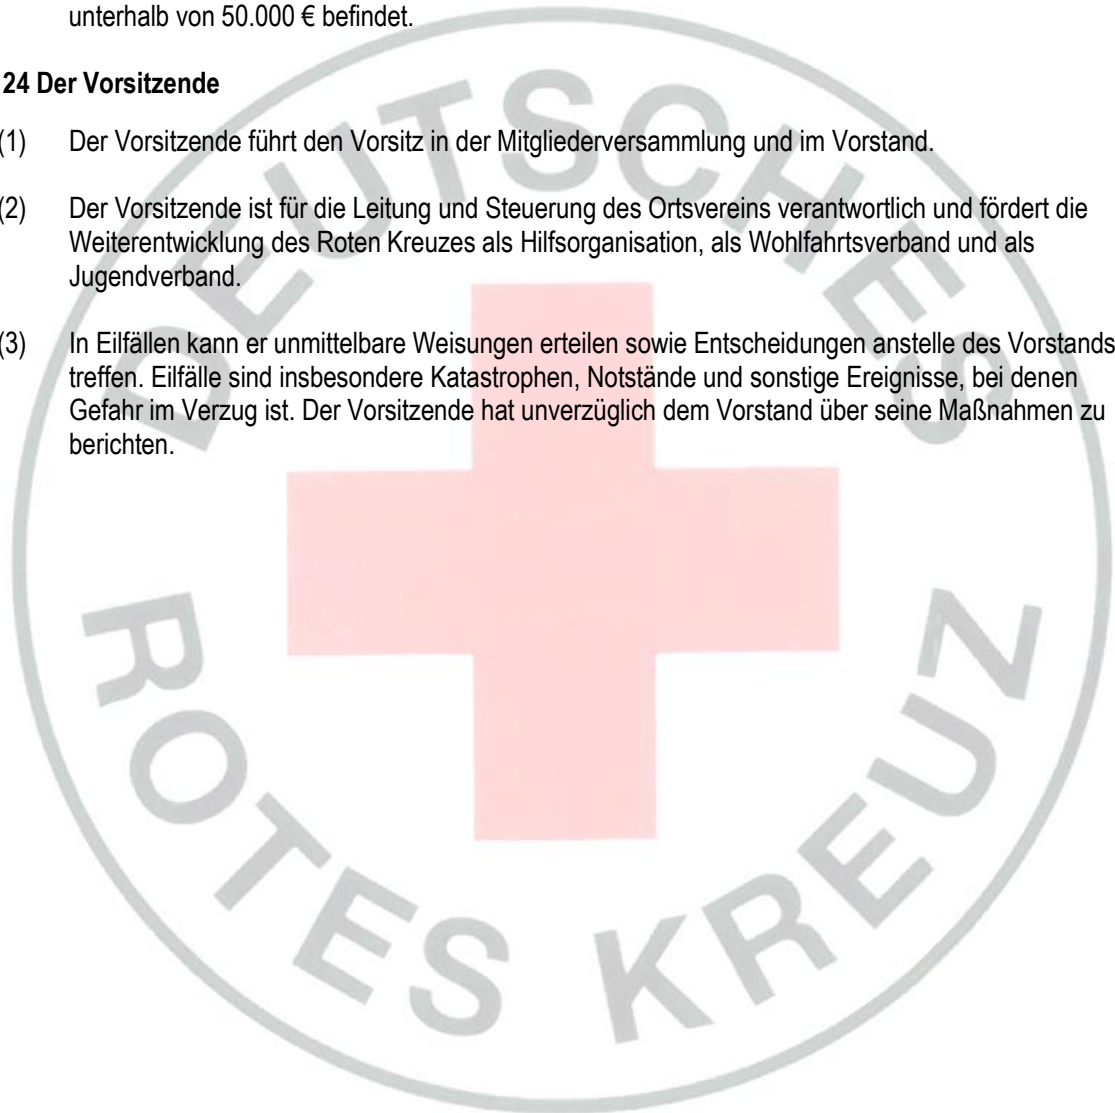 unterhalb von 50.000 € befindet.
24 Der Vorsitzende
(1) Der Vorsitzende führt den Vorsitz in der Mitgliederversammlung und im Vorstand.
(2) Der Vorsitzende ist für die Leitung und Steuerung des Ortsvereins verantwortlich und fördert die
Weiterentwicklung des Roten Kreuzes als Hilfsorganisation, als Wohlfahrtsverband und als
Jugendverband.
(3) In Eilfällen kann er unmittelbare Weisungen erteilen sowie Entscheidungen anstelle des Vorstands
treffen. Eilfälle sind insbesondere Katastrophen, Notstände und sonstige Ereignisse, bei denen
Gefahr im Verzug ist. Der Vorsitzende hat unverzüglich dem Vorstand über seine Maßnahmen zu
berichten.
DEUTSCHES
ROTES KREUZ